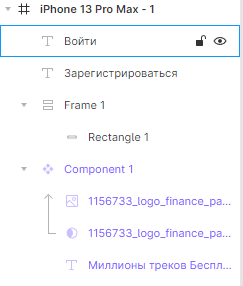 iPhone 13 Pro Max - 1
Войти
Зарегистрироваться
Frame 1
Rectangle 1
Component 1
1156733_logo_finance_pa...
1156733_logo_finance_pa...
Миллионы треков Беспл...